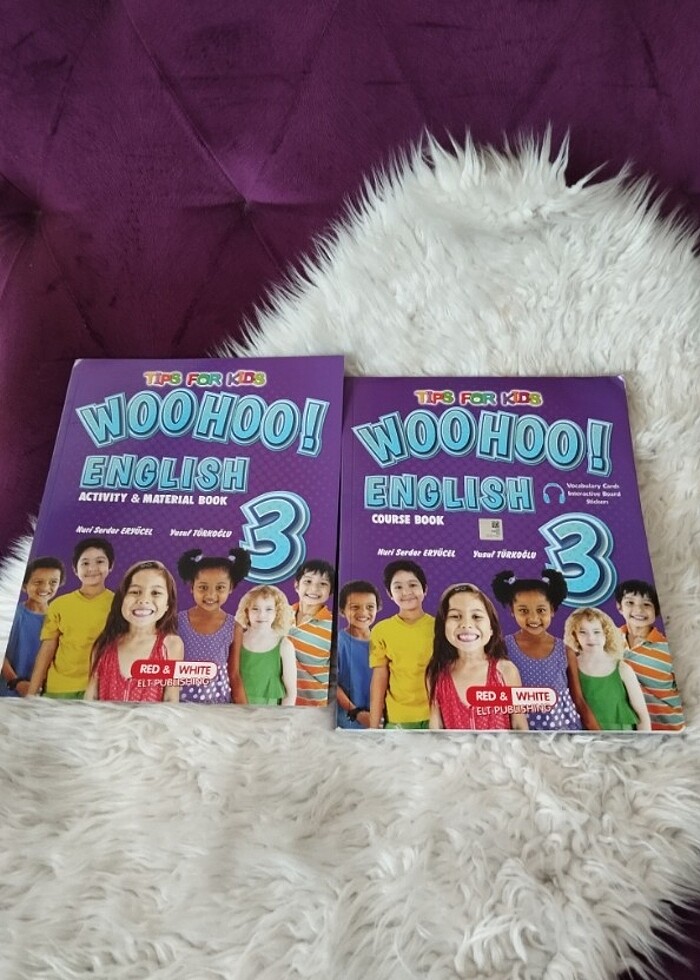 TIPS FOR KIDS
WOOHOO!
ENGLISH
ACTIVITY & MATERIAL BOOK
3
Nuri Serdar ERYÜCEL Yusuf TÜRKOĞLU
RED & WHITE
ELT PUBLISHING
TIPS FOR KIDS
WOOHOO!
ENGLISH
Vocabulary Cards
Interactive Board
Stickers
COURSE BOOK
3
Nuri Serdar ERYÜCEL Yusuf TÜRKOĞLU
RED & WHITE
ELT PUBLISHING